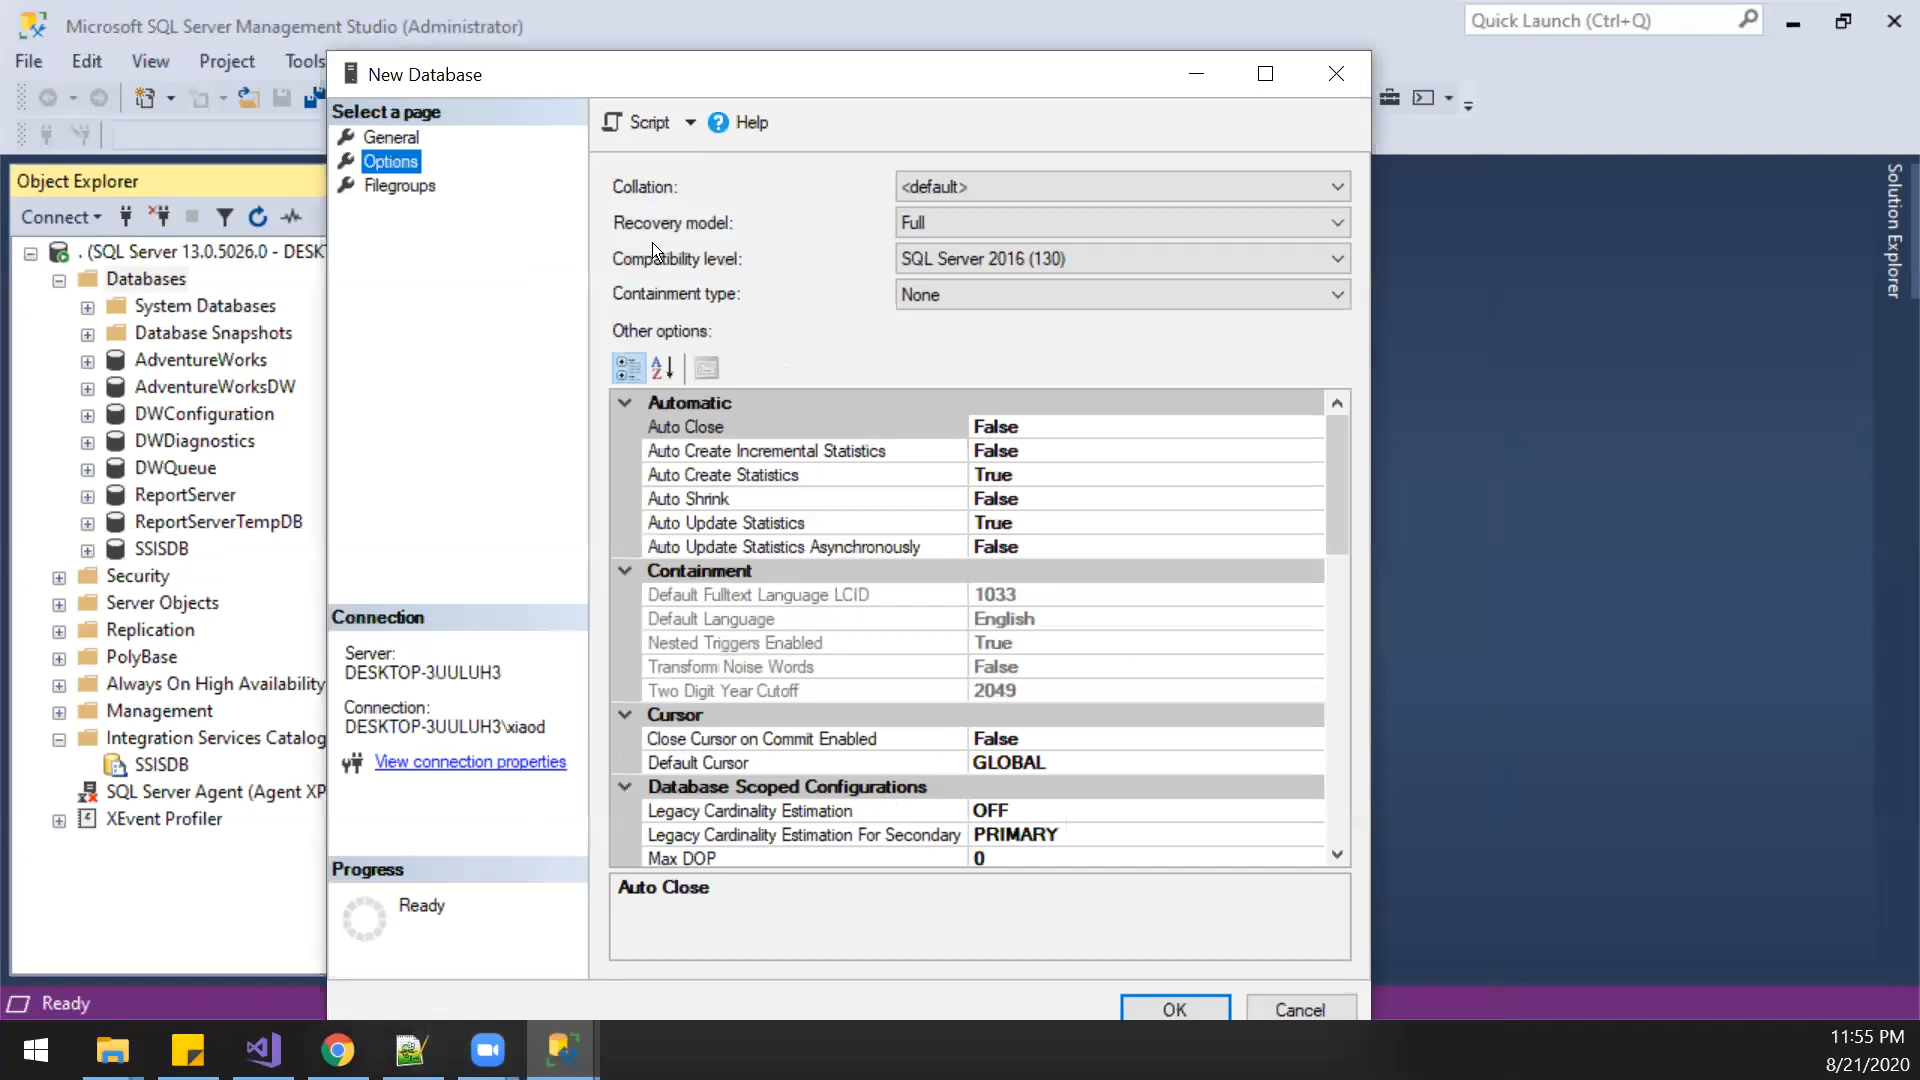 Microsoft SQL Server Management Studio (Administrator)
Quick Launch (Ctrl+Q)
File Edit View Project Tools
New Database
Select a page
General
Options
Filegroups
Script Help
Object Explorer
Connect
. (SQL Server 13.0.5026.0 - DESK
Databases
System Databases
Database Snapshots
AdventureWorks
AdventureWorksDW
DWConfiguration
DWDiagnostics
DWQueue
ReportServer
ReportServerTempDB
SSISDB
Security
Server Objects
Replication
PolyBase
Always On High Availability
Management
Integration Services Catalog
SSISDB
SQL Server Agent (Agent XP
XEvent Profiler
Connection
Server:
DESKTOP-3UULUH3
Connection:
DESKTOP-3UULUH3\xiaod
View connection properties
Progress
Ready
Collation: <default>
Recovery model: Full
Compatibility level: SQL Server 2016 (130)
Containment type: None
Other options:
Automatic
Auto Close False
Auto Create Incremental Statistics False
Auto Create Statistics True
Auto Shrink False
Auto Update Statistics True
Auto Update Statistics Asynchronously False
Containment
Default Fulltext Language LCID 1033
Default Language English
Nested Triggers Enabled True
Transform Noise Words False
Two Digit Year Cutoff 2049
Cursor
Close Cursor on Commit Enabled False
Default Cursor GLOBAL
Database Scoped Configurations
Legacy Cardinality Estimation OFF
Legacy Cardinality Estimation For Secondary PRIMARY
Max DOP 0
Auto Close
OK Cancel
Solution Explorer
Ready
11:55 PM
8/21/2020